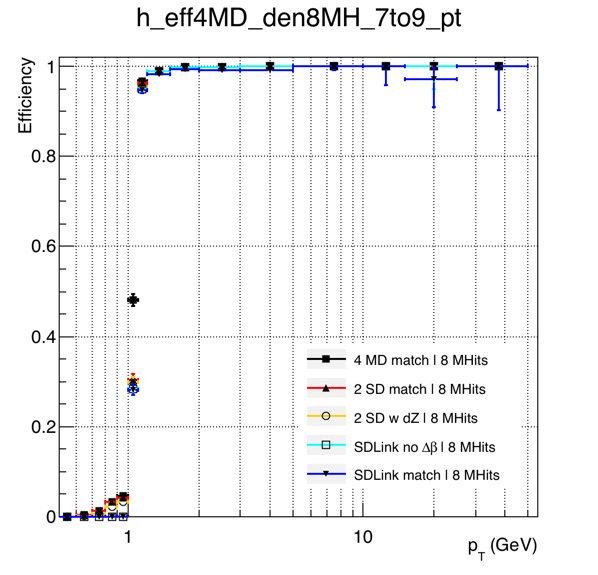 h_eff4MD_den8MH_7to9_pt
Efficiency
1
0.8
0.6
0.4
0.2
0
4 MD match | 8 MHits
2 SD match | 8 MHits
2 SD w dZ | 8 MHits
SDLink no Δβ | 8 MHits
SDLink match | 8 MHits
1
10
p_T (GeV)